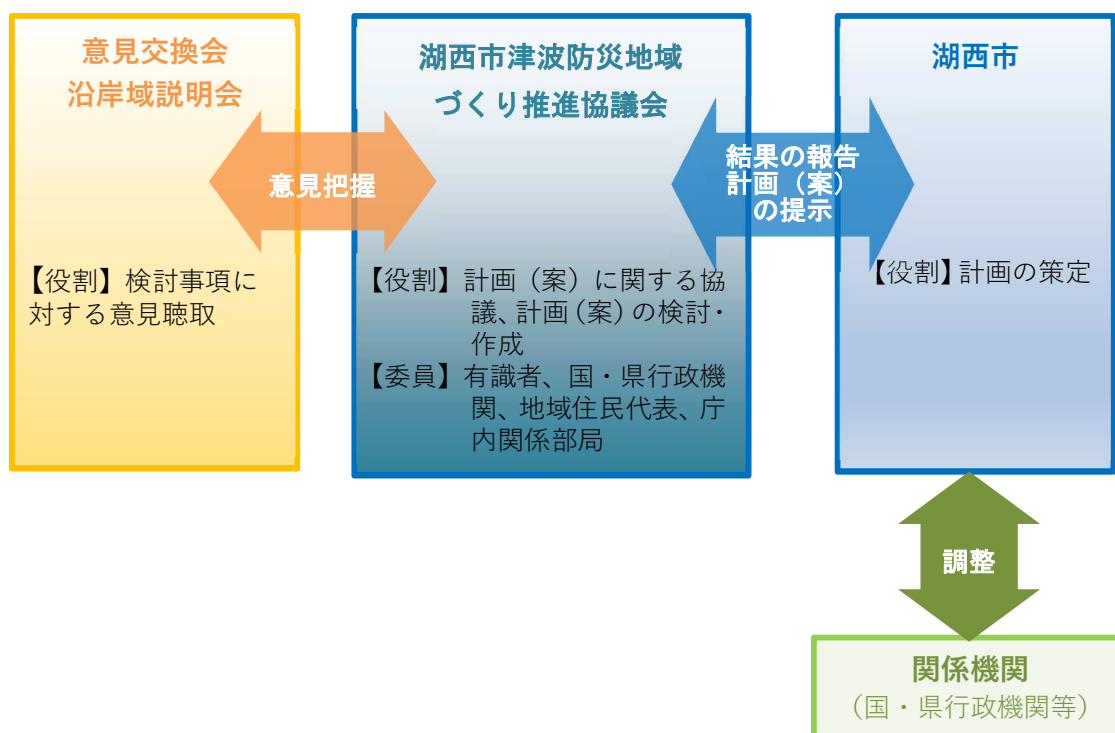 意見交換会
沿岸域説明会
意見把握
【役割】検討事項に
対する意見聴取
湖西市津波防災地域
づくり推進協議会
【役割】計画（案）に関する協
議、計画（案）の検討・
作成
【委員】有識者、国・県行政機
関、地域住民代表、庁
内関係部局
結果の報告
計画（案）
の提示
湖西市
【役割】計画の策定
調整
関係機関
（国・県行政機関等）